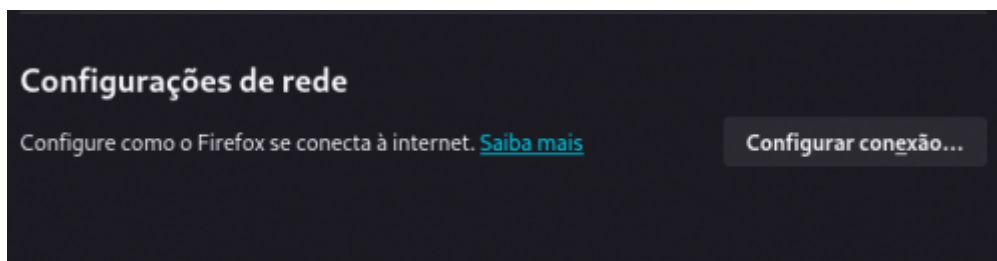 Configurações de rede
Configure como o Firefox se conecta à internet. Saiba mais
Configurar conexão...